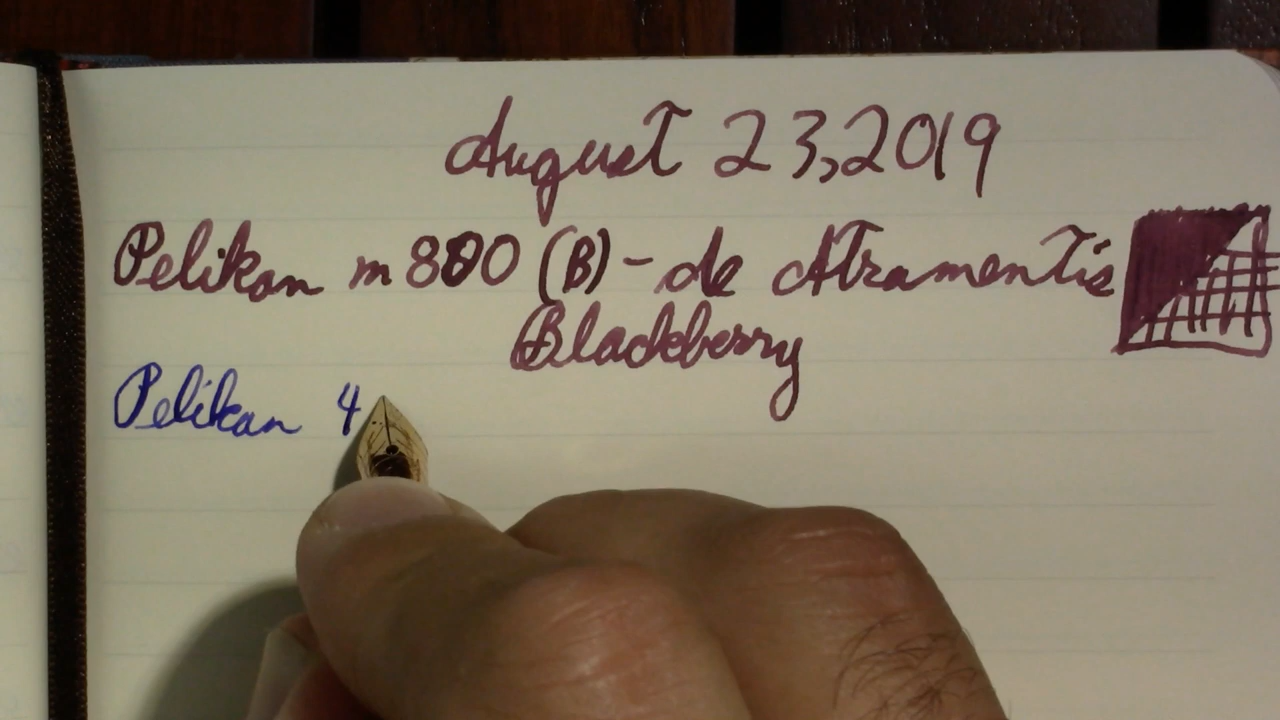 August 23, 2019
Pelikan m800 (B) - de Atramentis
Blackberry
Pelikan 4